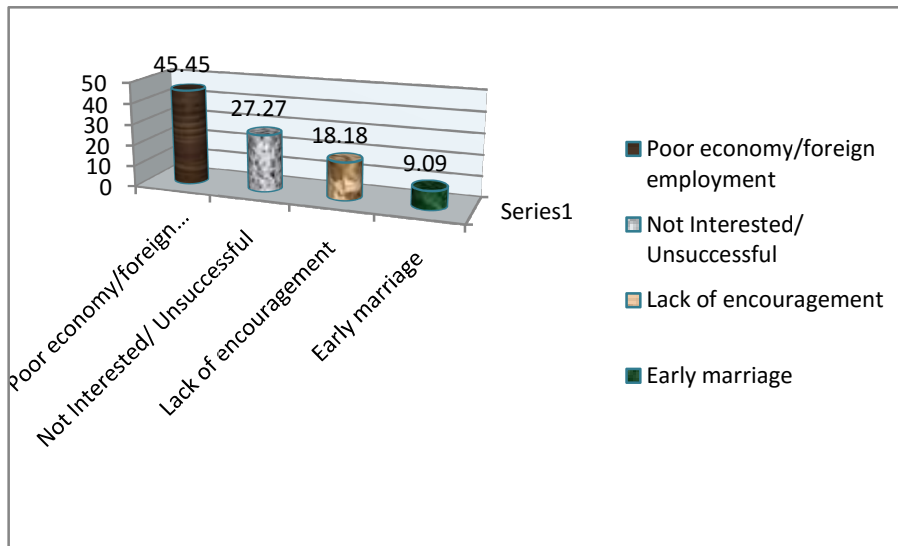 45.45
27.27
18.18
9.09
50
40
30
20
10
0
Series1
Poor economy/foreign...
Not Interested/ Unsuccessful
Lack of encouragement
Early marriage
Poor economy/foreign
employment
Not Interested/
Unsuccessful
Lack of encouragement
Early marriage